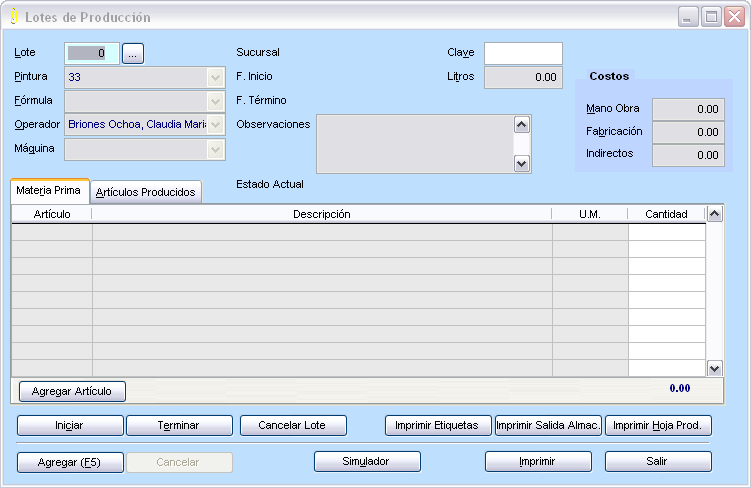 Lotes de Producción
Lote 0 ... Sucursal Clave
Pintura 33 F. Inicio Litros 0.00 Costos
Fórmula F. Término Mano Obra 0.00
Operador Briones Ochoa, Claudia Maria Observaciones Fabricación 0.00
Máquina Indirectos 0.00
Estado Actual
Materia Prima Artículos Producidos
Artículo Descripción U.M. Cantidad
Agregar Artículo 0.00
Iniciar Terminar Cancelar Lote Imprimir Etiquetas Imprimir Salida Almac. Imprimir Hoja Prod.
Agregar (F5) Cancelar Simulador Imprimir Salir